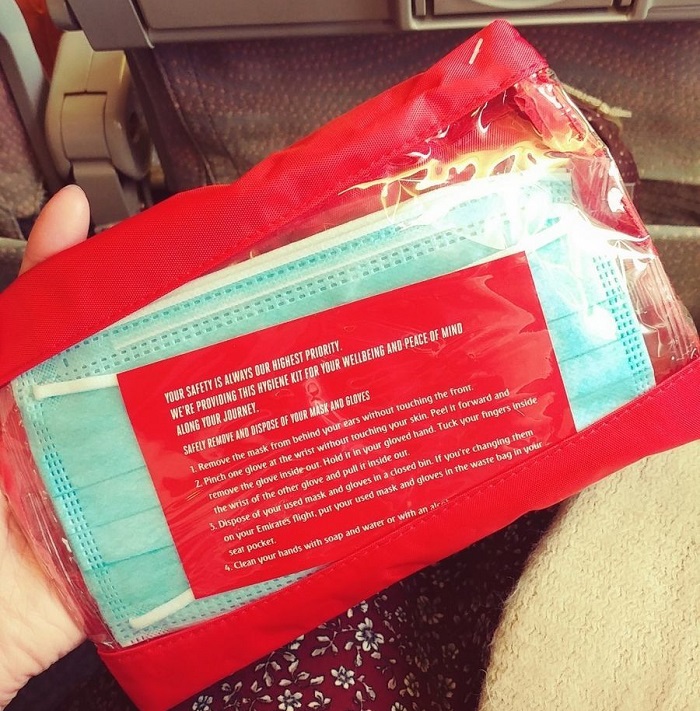 YOUR SAFETY IS ALWAYS OUR HIGHEST PRIORITY.
WE'RE PROVIDING THIS HYGIENE KIT FOR YOUR WELLBEING AND PEACE OF MIND
ALONG YOUR JOURNEY.
SAFELY REMOVE AND DISPOSE OF YOUR MASK AND GLOVES
1. Remove the mask from behind your ears without touching the front.
2. Pinch one glove at the wrist without touching your skin. Peel it forward and
remove the glove inside-out. Hold it in your gloved hand. Tuck your fingers inside
the wrist of the other glove and pull it inside out.
3. Dispose of your used mask and gloves in a closed bin. If you're changing them
on your Emirates flight, put your used mask and gloves in the waste bag in your
seat pocket.
4. Clean your hands with soap and water or with an